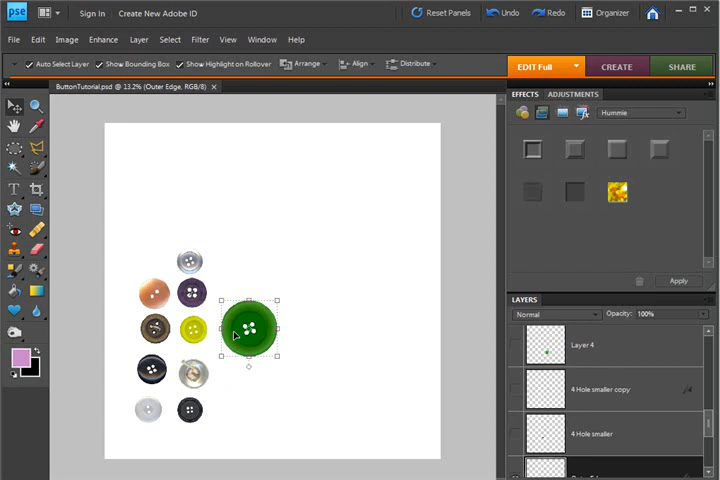 pse
Sign In
Create New Adobe ID
Reset Panels
Undo
Redo
Organizer
File Edit Image Enhance Layer Select Filter View Window Help
Auto Select Layer
Show Bounding Box
Show Highlight on Rollover
Arrange
Align
Distribute
EDIT Full
CREATE
SHARE
ButtonTutorial.psd @ 13.2% (Outer Edge, RGB/8)
EFFECTS
ADJUSTMENTS
Hummie
Apply
LAYERS
Normal
Opacity: 100%
Layer 4
4 Hole smaller copy
4 Hole smaller